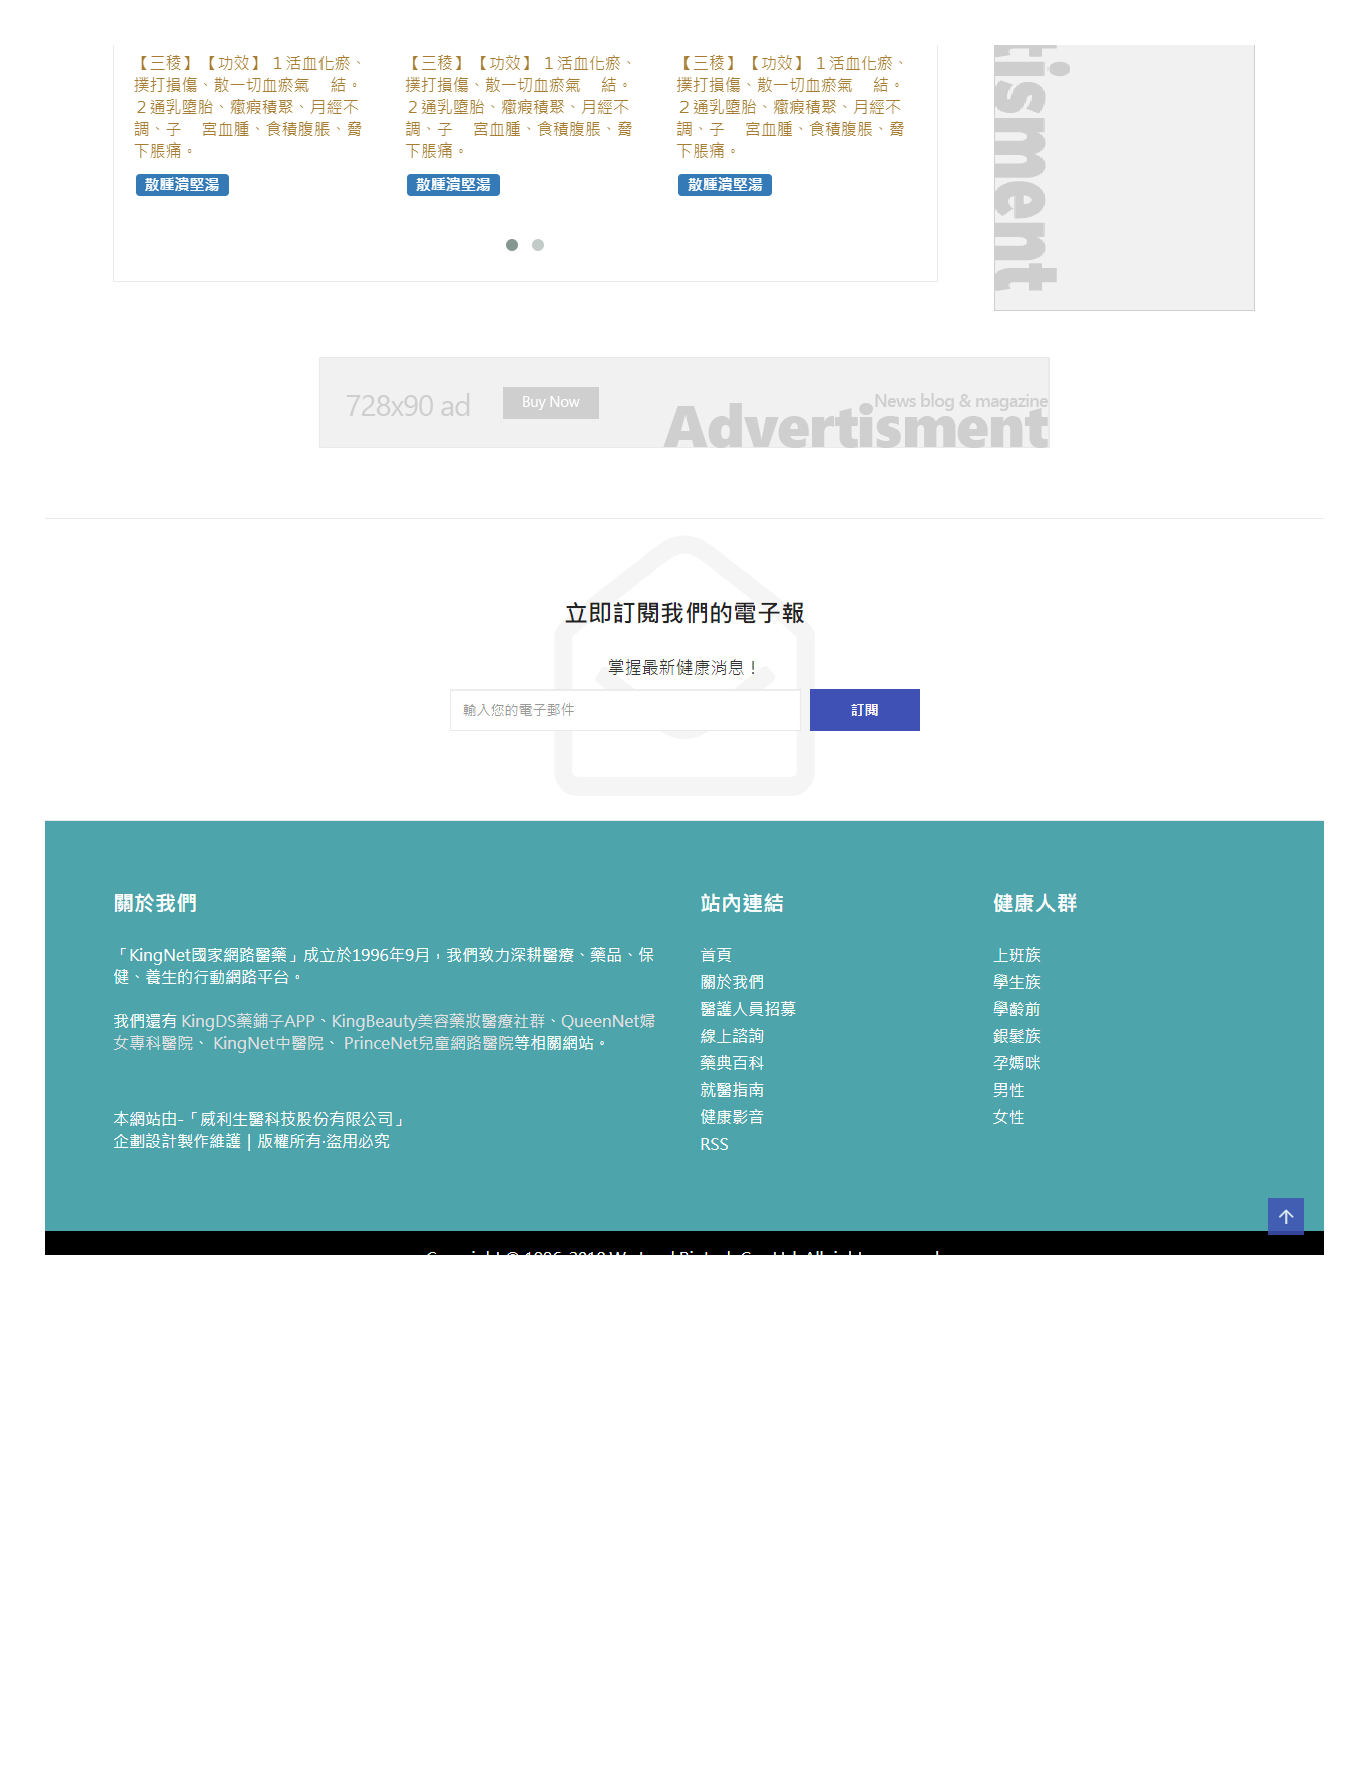 【三稜】【功效】１活血化瘀、
撲打損傷、散一切血瘀氣　結。
２通乳墮胎、癥瘕積聚、月經不
調、子　宮血腫、食積腹脹、脅
下脹痛。
散腫潰堅湯
【三稜】【功效】１活血化瘀、
撲打損傷、散一切血瘀氣　結。
２通乳墮胎、癥瘕積聚、月經不
調、子　宮血腫、食積腹脹、脅
下脹痛。
散腫潰堅湯
【三稜】【功效】１活血化瘀、
撲打損傷、散一切血瘀氣　結。
２通乳墮胎、癥瘕積聚、月經不
調、子　宮血腫、食積腹脹、脅
下脹痛。
散腫潰堅湯
tisment
728x90 ad
Buy Now
News blog & magazine
Advertisment
立即訂閱我們的電子報
掌握最新健康消息！
輸入您的電子郵件
訂閱
關於我們
「KingNet國家網路醫藥」成立於1996年9月，我們致力深耕醫療、藥品、保
健、養生的行動網路平台。
我們還有 KingDS藥鋪子APP、KingBeauty美容藥妝醫療社群、QueenNet婦
女專科醫院、 KingNet中醫院、 PrinceNet兒童網路醫院等相關網站。
本網站由-「威利生醫科技股份有限公司」
企劃設計製作維護 | 版權所有·盜用必究
站內連結
首頁
關於我們
醫護人員招募
線上諮詢
藥典百科
就醫指南
健康影音
RSS
健康人群
上班族
學生族
學齡前
銀髮族
孕媽咪
男性
女性